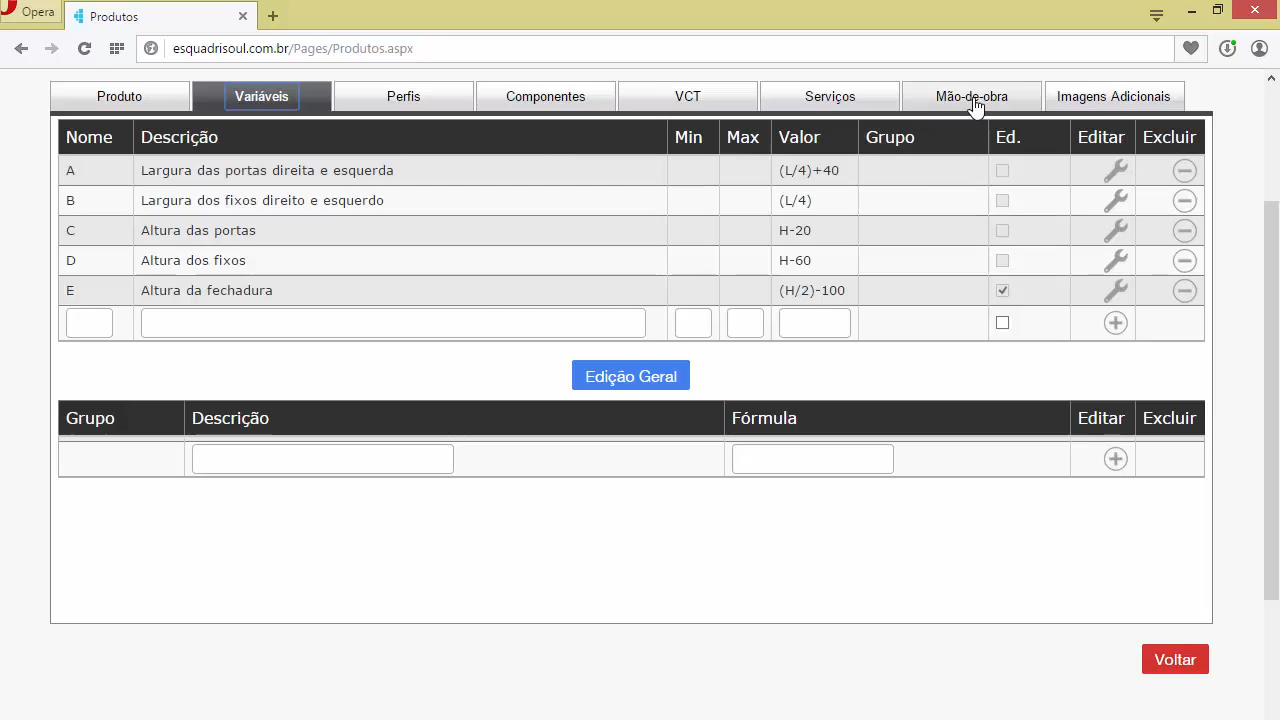 Opera
Produtos
esquadrisoul.com.br/Pages/Produtos.aspx
Produto Variáveis Perfis Componentes VCT Serviços Mão-de-obra Imagens Adicionais
Nome Descrição Min Max Valor Grupo Ed. Editar Excluir
A Largura das portas direita e esquerda (L/4)+40
B Largura dos fixos direito e esquerdo (L/4)
C Altura das portas H-20
D Altura dos fixos H-60
E Altura da fechadura (H/2)-100
Edição Geral
Grupo Descrição Fórmula Editar Excluir
Voltar